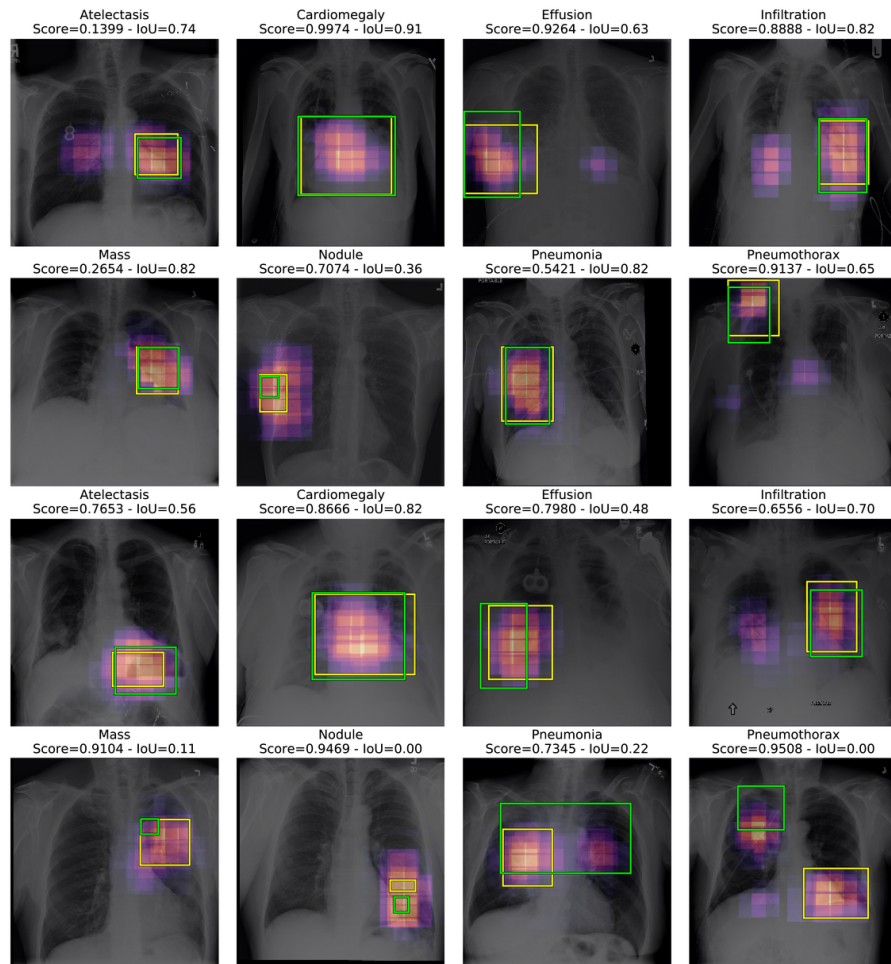 Atelectasis
Score=0.1399 - IoU=0.74
Cardiomegaly
Score=0.9974 - IoU=0.91
Effusion
Score=0.9264 - IoU=0.63
Infiltration
Score=0.8888 - IoU=0.82
Mass
Score=0.2654 - IoU=0.82
Nodule
Score=0.7074 - IoU=0.36
Pneumonia
Score=0.5421 - IoU=0.82
Pneumothorax
Score=0.9137 - IoU=0.65
PORTABLE
Atelectasis
Score=0.7653 - IoU=0.56
Cardiomegaly
Score=0.8666 - IoU=0.82
Effusion
Score=0.7980 - IoU=0.48
Infiltration
Score=0.6556 - IoU=0.70
Mass
Score=0.9104 - IoU=0.11
Nodule
Score=0.9469 - IoU=0.00
Pneumonia
Score=0.7345 - IoU=0.22
Pneumothorax
Score=0.9508 - IoU=0.00